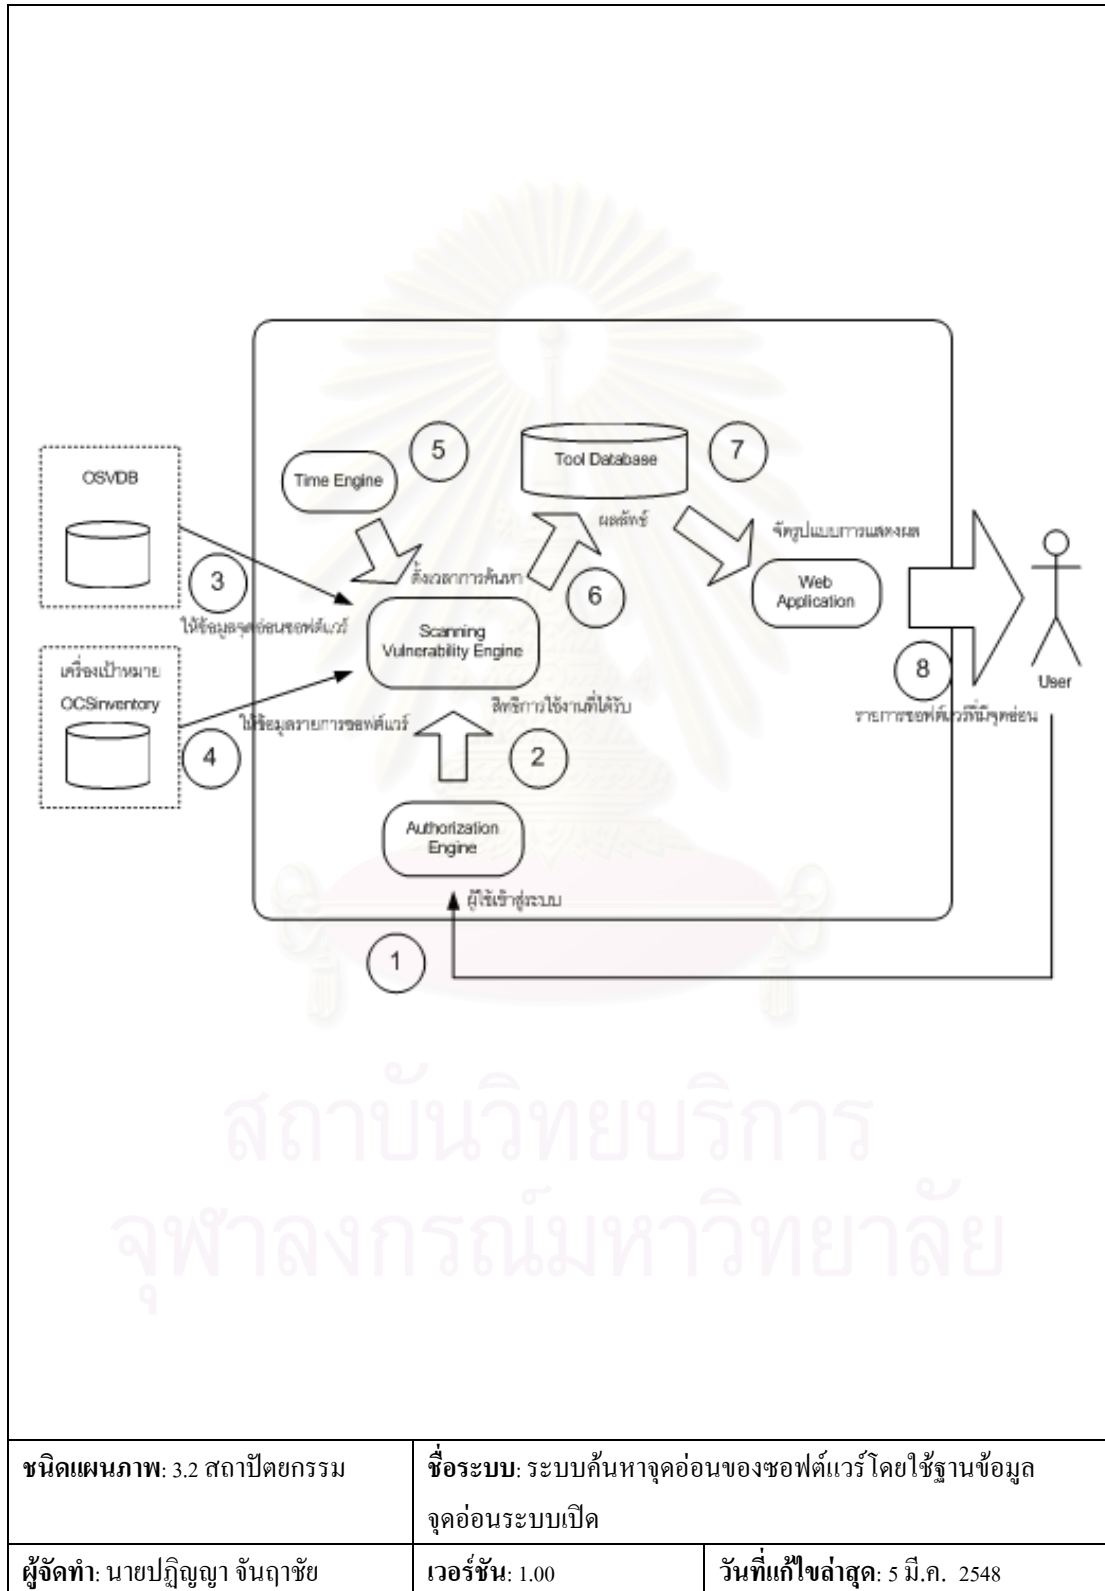 5
7
Tool Database
OSVDB
Time Engine
ผลลัพธ์
จัดรูปแบบการแสดงผล
3
ตั้งเวลาการค้นหา
6
Web
Application
ให้ข้อมูลจุดอ่อนซอฟต์แวร์
Scanning
Vulnerability Engine
เครื่องเป้าหมาย
OCSinventory
8
User
สิทธิการใช้งานที่ได้รับ
ให้ข้อมูลรายการซอฟต์แวร์
รายการซอฟต์แวร์ที่มีจุดอ่อน
4
2
Authorization
Engine
ผู้ใช้เข้าสู่ระบบ
1
สถาบันวิทยบริการ
จุฬาลงกรณ์มหาวิทยาลัย
ชนิดแผนภาพ: 3.2 สถาปัตยกรรม
ชื่อระบบ: ระบบค้นหาจุดอ่อนของซอฟต์แวร์โดยใช้ฐานข้อมูล
จุดอ่อนระบบเปิด
ผู้จัดทำ: นายปฏิญญา จันฤาชัย
เวอร์ชัน: 1.00
วันที่แก้ไขล่าสุด: 5 มี.ค. 2548